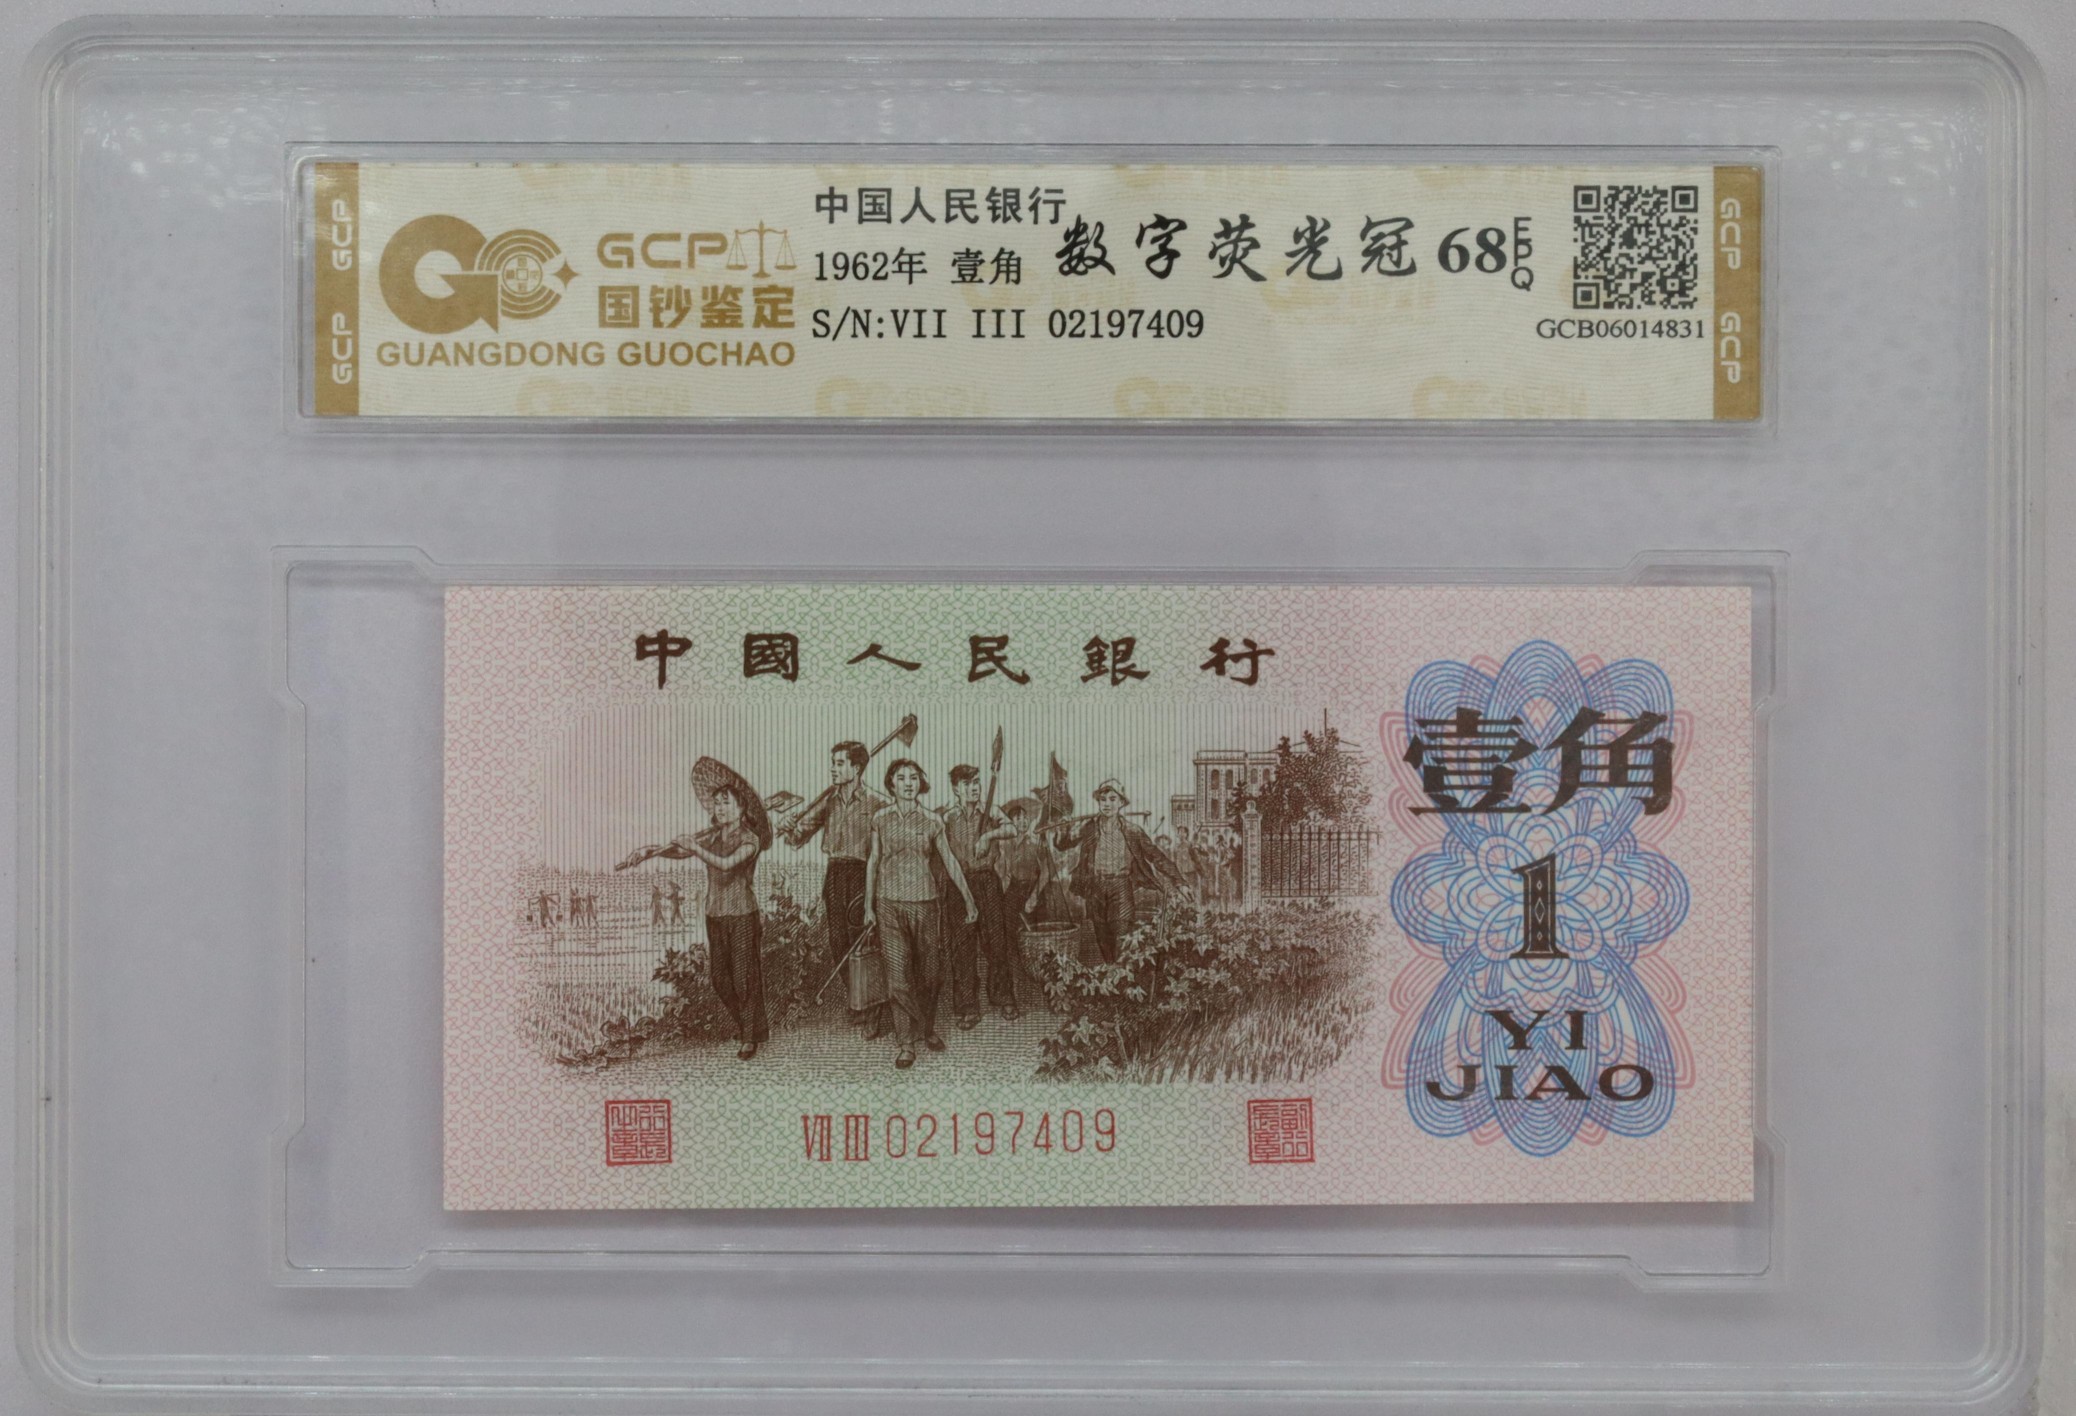 中国人民银行
1962年 壹角
S/N:VII III 02197409
数字荧光冠 68 EPQ
GCB06014831
GCP
国钞鉴定
GUANGDONG GUOCHAO
GCP
GCP
GCP
GCP
中國人民銀行
壹角
1
YI
JIAO
VII III 02197409